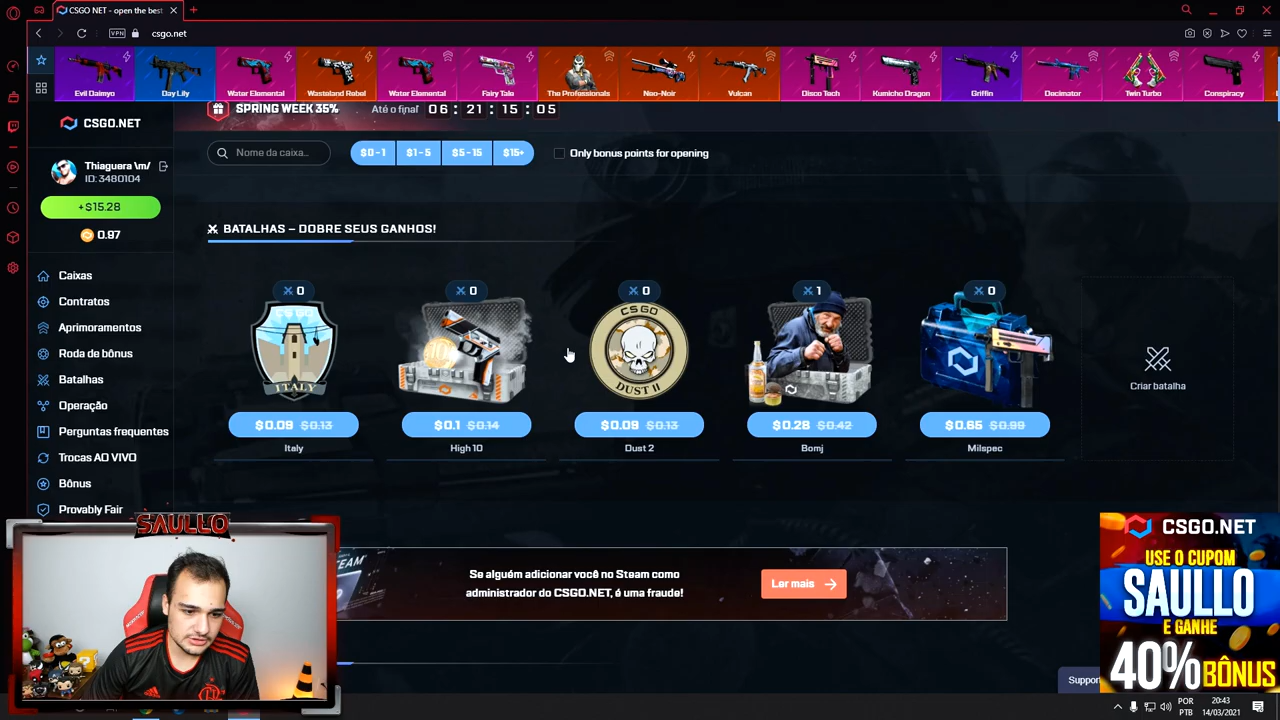 CSGO NET - open the best
VPN
csgo.net
Evil Daimyo
Day Lily
Water Elemental
Wasteland Rebel
Water Elemental
Fairy Tale
The Professionals
Neo-Noir
Vulcan
Disco Tech
Kumicho Dragon
Griffin
Decimator
Twin Turbo
Conspiracy
CSGO.NET
SPRING WEEK 35%
Até o final
06 : 21 : 15 : 05
Nome da caixa...
$0 - 1
$1 - 5
$5 - 15
$15+
Only bonus points for opening
Thiaguera \m/
ID: 3480104
+$15.28
0.97
Caixas
Contratos
Aprimoramentos
Roda de bônus
Batalhas
Operação
Perguntas frequentes
Trocas AO VIVO
Bônus
Provably Fair
BATALHAS – DOBRE SEUS GANHOS!
0
0
0
1
0
CS GO
ITALY
CSGO
DUST II
Criar batalha
$0.09 $0.13
$0.1 $0.14
$0.09 $0.13
$0.28 $0.42
$0.65 $0.99
Italy
High 10
Dust 2
Bomj
Milspec
STEAM
Se alguém adicionar você no Steam como
administrador do CSGO.NET, é uma fraude!
Ler mais
SAULLO
CSGO.NET
USE O CUPOM
SAULLO
E GANHE
40% BÔNUS
Support
POR
PTB
20:43
14/03/2021